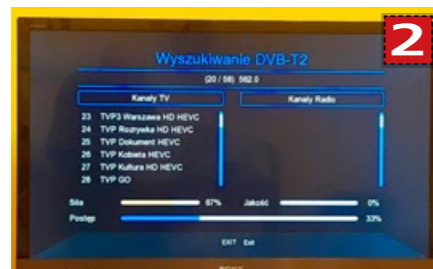 2
Wyszukiwanie DVB-T2
(20 / 58) 562.0
Kanały TV
Kanały Radio
23 TVP3 Warszawa HD HEVC
24 TVP Rozrywka HD HEVC
25 TVP Dokument HEVC
26 TVP Kobieta HEVC
27 TVP Kultura HD HEVC
28 TVP GO
Siła 67% Jakość 0%
Postęp 33%
EXIT Exit
SONY